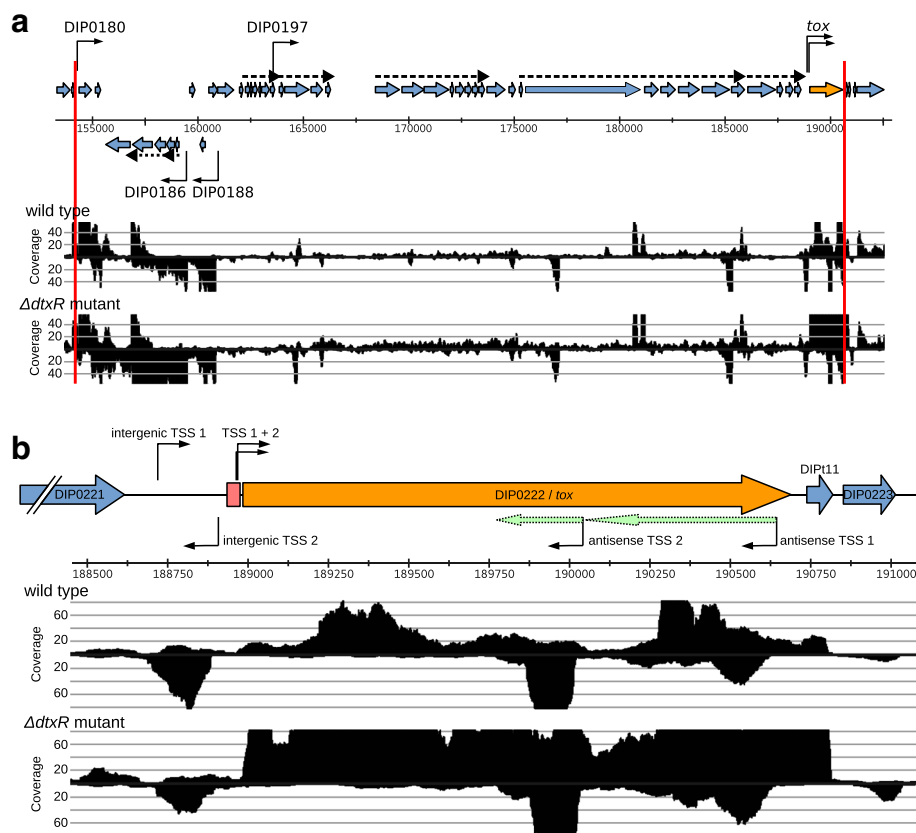 a
DIP0180
DIP0197
tox
155000 160000 165000 170000 175000 180000 185000 190000
DIP0186 DIP0188
wild type
Coverage
40
20
20
40
ΔdtxR mutant
Coverage
40
20
20
40
b
intergenic TSS 1
TSS 1 + 2
DIPt11
DIP0221
DIP0222 / tox
DIP0223
intergenic TSS 2
antisense TSS 2
antisense TSS 1
188500 188750 189000 189250 189500 189750 190000 190250 190500 190750 191000
wild type
Coverage
60
20
20
60
ΔdtxR mutant
Coverage
60
20
20
60